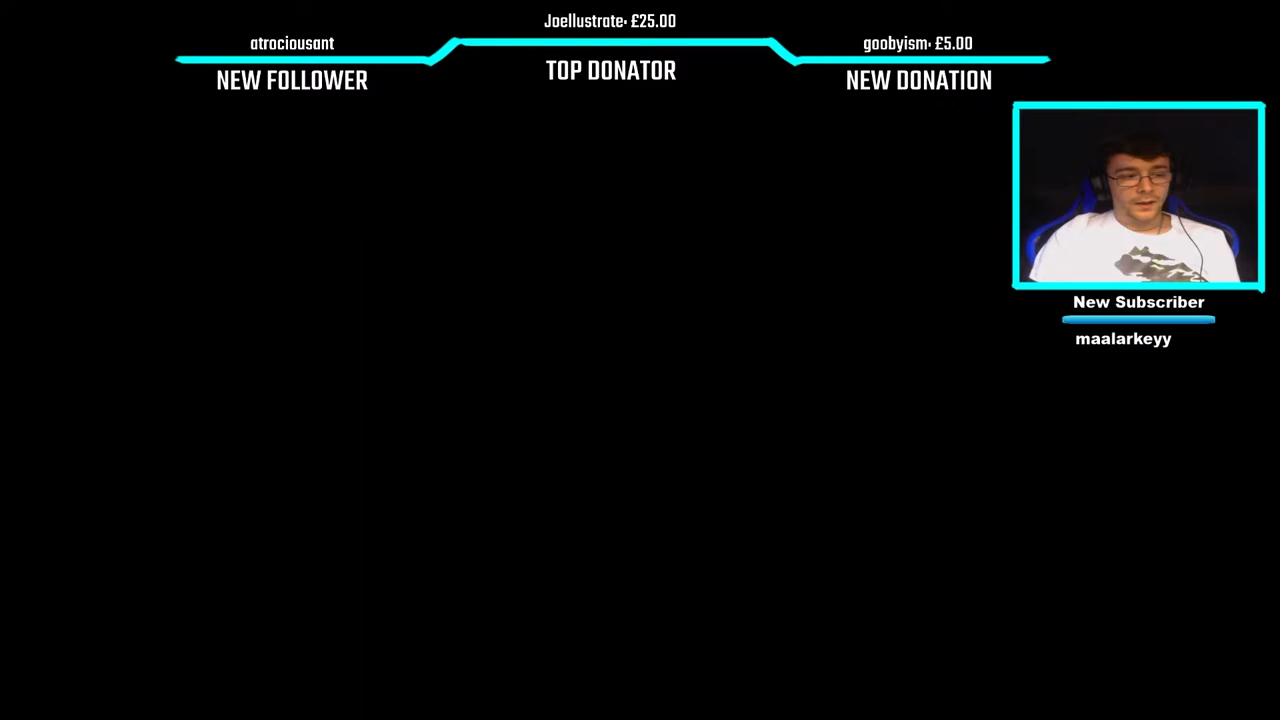 Joellustrate: £25.00
atrociousant
goobyism: £5.00
NEW FOLLOWER
TOP DONATOR
NEW DONATION
New Subscriber
maalarkeyy